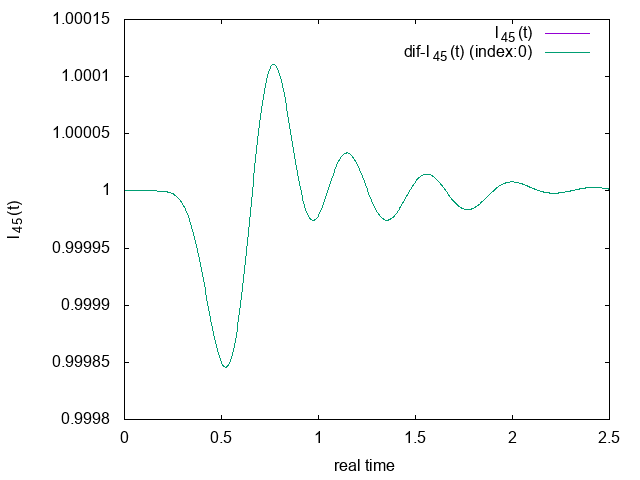 1.00015
1.0001
1.00005
1
0.99995
0.9999
0.99985
0.9998
I45(t)
I45(t)
dif-I45(t) (index:0)
0 0.5 1 1.5 2 2.5
real time